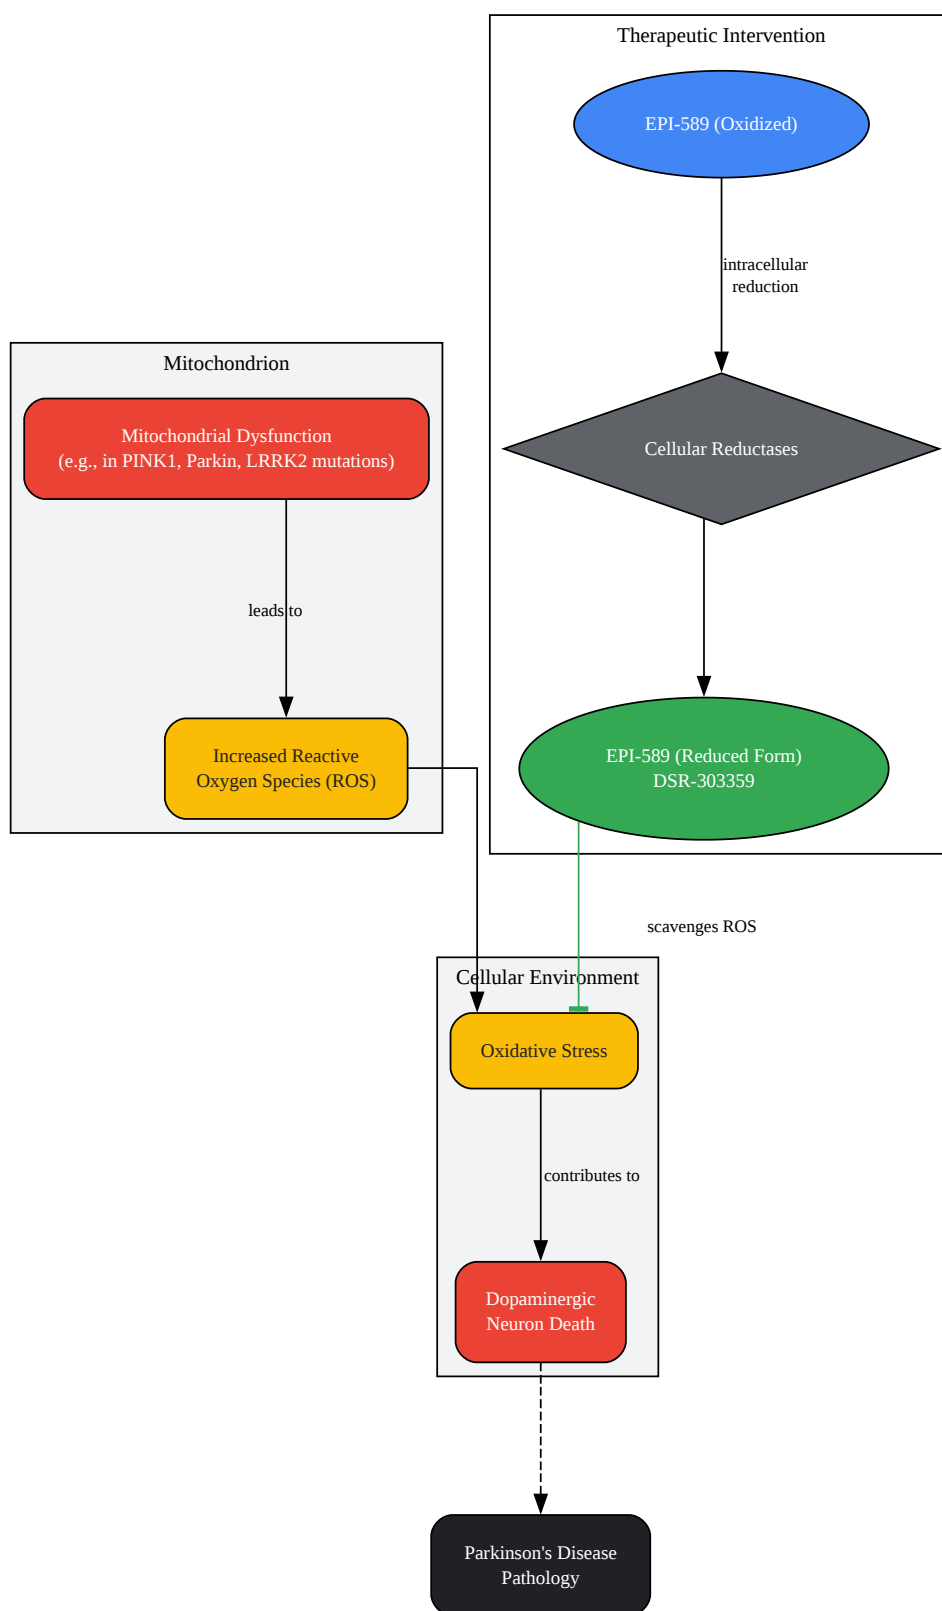 Therapeutic Intervention
EPI-589 (Oxidized)
intracellular
reduction
Cellular Reductases
EPI-589 (Reduced Form)
DSR-303359
scavenges ROS
Mitochondrion
Mitochondrial Dysfunction
(e.g., in PINK1, Parkin, LRRK2 mutations)
leads to
Increased Reactive
Oxygen Species (ROS)
Cellular Environment
Oxidative Stress
contributes to
Dopaminergic
Neuron Death
Parkinson's Disease
Pathology